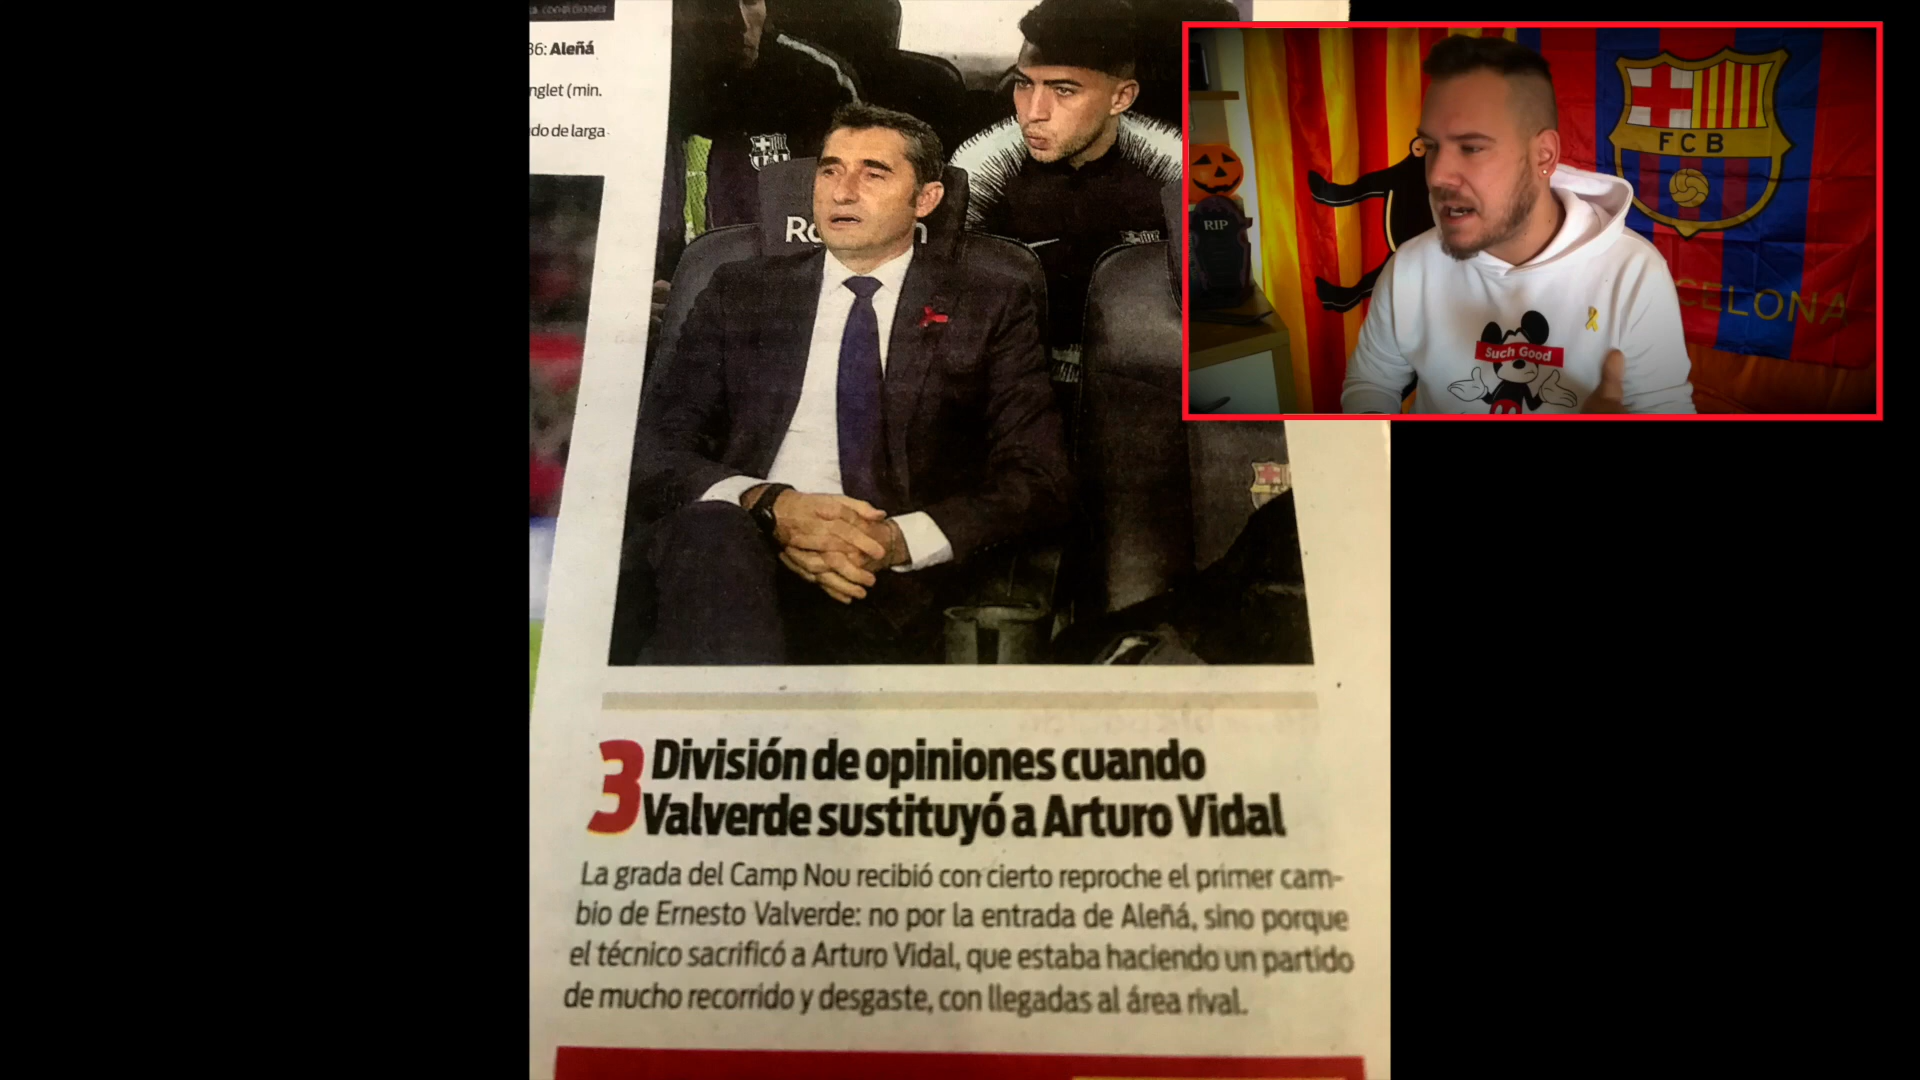 86: Aleñá
nglet (min.
do de larga
3 División de opiniones cuando
Valverde sustituyó a Arturo Vidal
La grada del Camp Nou recibió con cierto reproche el primer cam-
bio de Ernesto Valverde: no por la entrada de Aleñá, sino porque
el técnico sacrificó a Arturo Vidal, que estaba haciendo un partido
de mucho recorrido y desgaste, con llegadas al área rival.
RIP
FCB
CELONA
Such Good